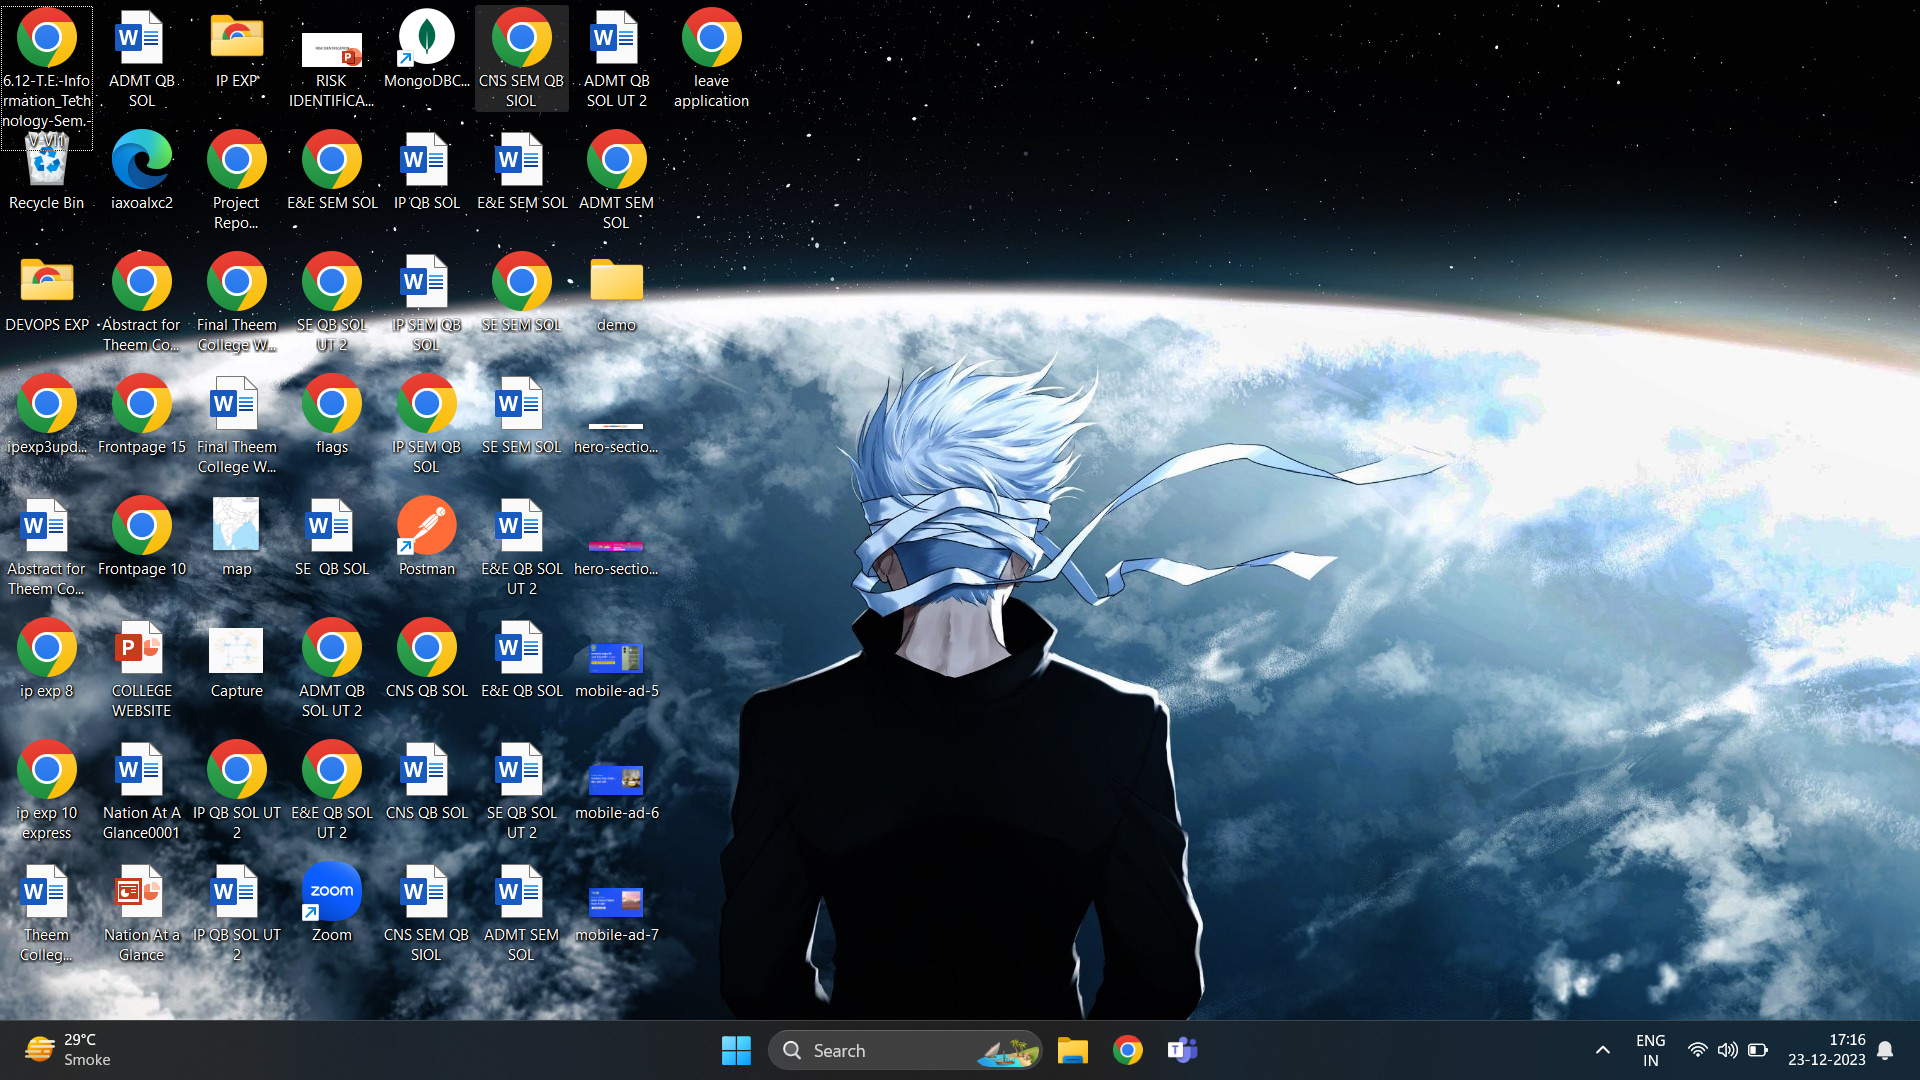 6.12-T.E.-Info
rmation_Tech
nology-Sem.-
V-VI1
ADMT QB
SOL
IP EXP
RISK
IDENTIFICA...
MongoDBC...
CNS SEM QB
SIOL
ADMT QB
SOL UT 2
leave
application
Recycle Bin
iaxoalxc2
Project
Repo...
E&E SEM SOL
IP QB SOL
E&E SEM SOL
ADMT SEM
SOL
DEVOPS EXP
Abstract for
Theem Co...
Final Theem
College W...
SE QB SOL
UT 2
IP SEM QB
SOL
SE SEM SOL
demo
ipexp3upd...
Frontpage 15
Final Theem
College W...
flags
IP SEM QB
SOL
SE SEM SOL
hero-sectio...
Abstract for
Theem Co...
Frontpage 10
map
SE  QB SOL
Postman
E&E QB SOL
UT 2
hero-sectio...
ip exp 8
COLLEGE
WEBSITE
Capture
ADMT QB
SOL UT 2
CNS QB SOL
E&E QB SOL
mobile-ad-5
ip exp 10
express
Nation At A
Glance0001
IP QB SOL UT
2
E&E QB SOL
UT 2
CNS QB SOL
SE QB SOL
UT 2
mobile-ad-6
Theem
Colleg...
Nation At a
Glance
IP QB SOL UT
2
zoom
Zoom
CNS SEM QB
SIOL
ADMT SEM
SOL
mobile-ad-7
29°C
Smoke
Search
ENG
IN
17:16
23-12-2023